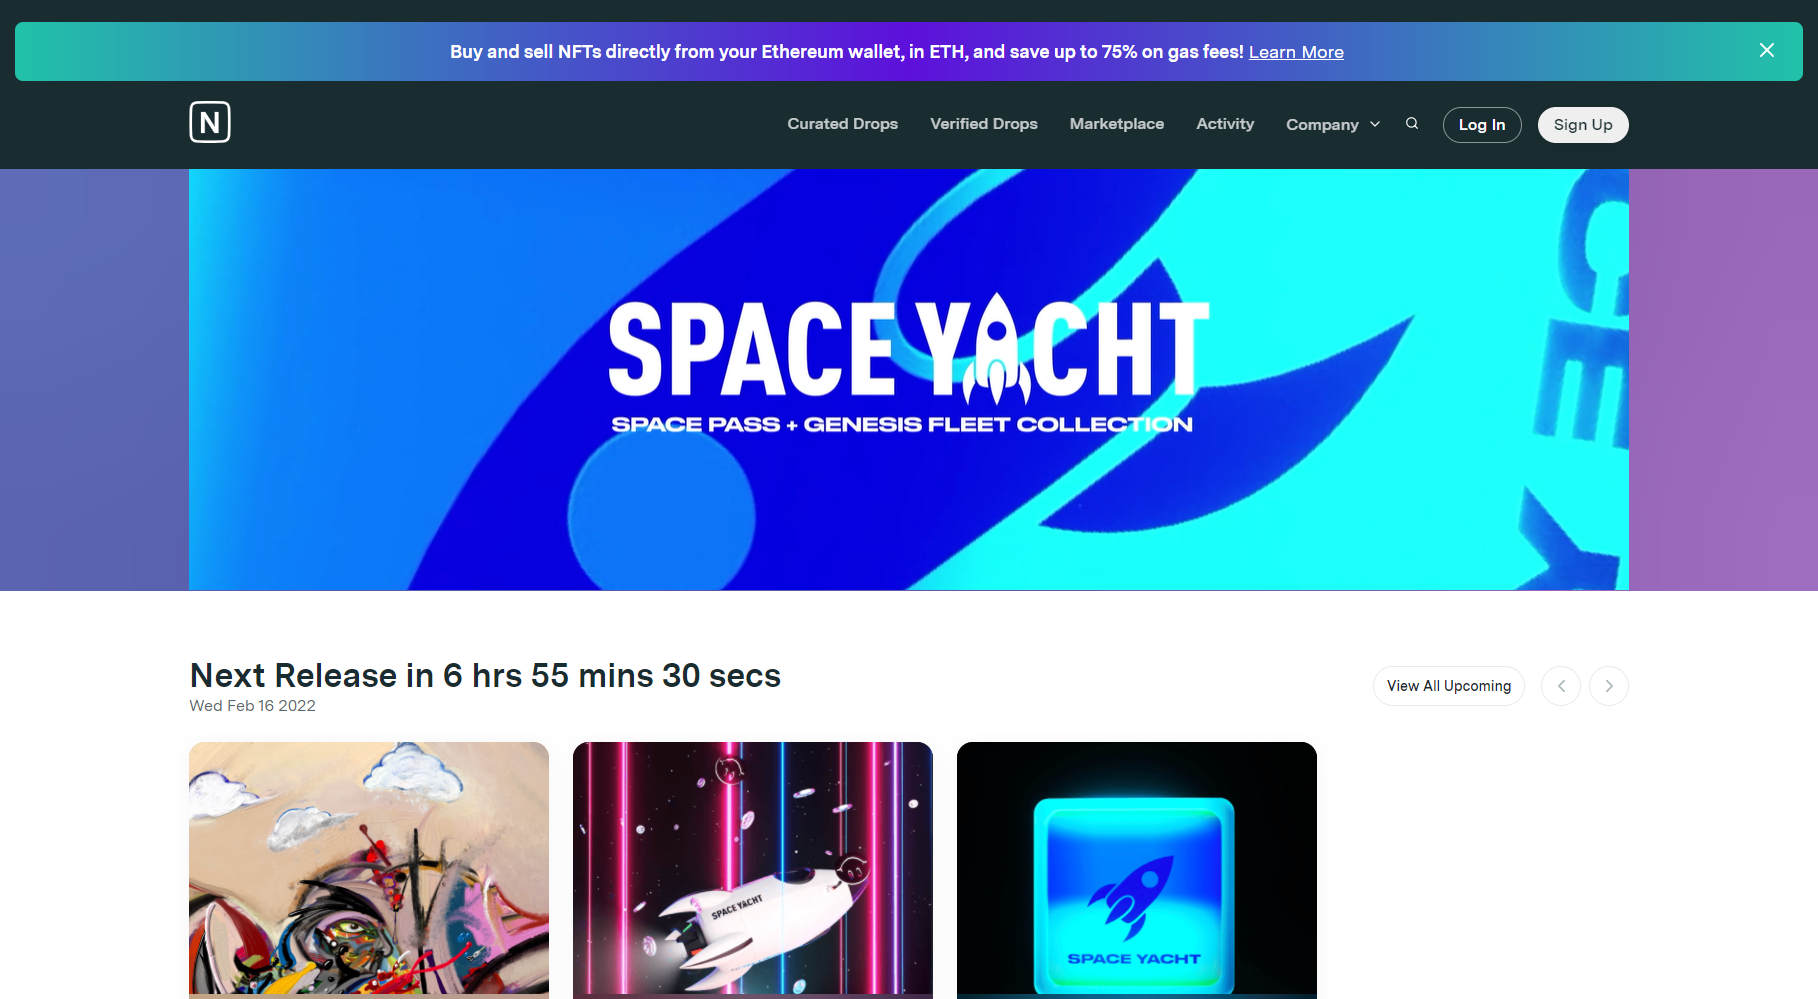 Buy and sell NFTs directly from your Ethereum wallet, in ETH, and save up to 75% on gas fees! Learn More
N
Curated Drops
Verified Drops
Marketplace
Activity
Company
Log In
Sign Up
SPACE YACHT
SPACE PASS + GENESIS FLEET COLLECTION
CE
Y
Next Release in 6 hrs 55 mins 30 secs
Wed Feb 16 2022
View All Upcoming
SPACE YACHT
SPACE YACHT